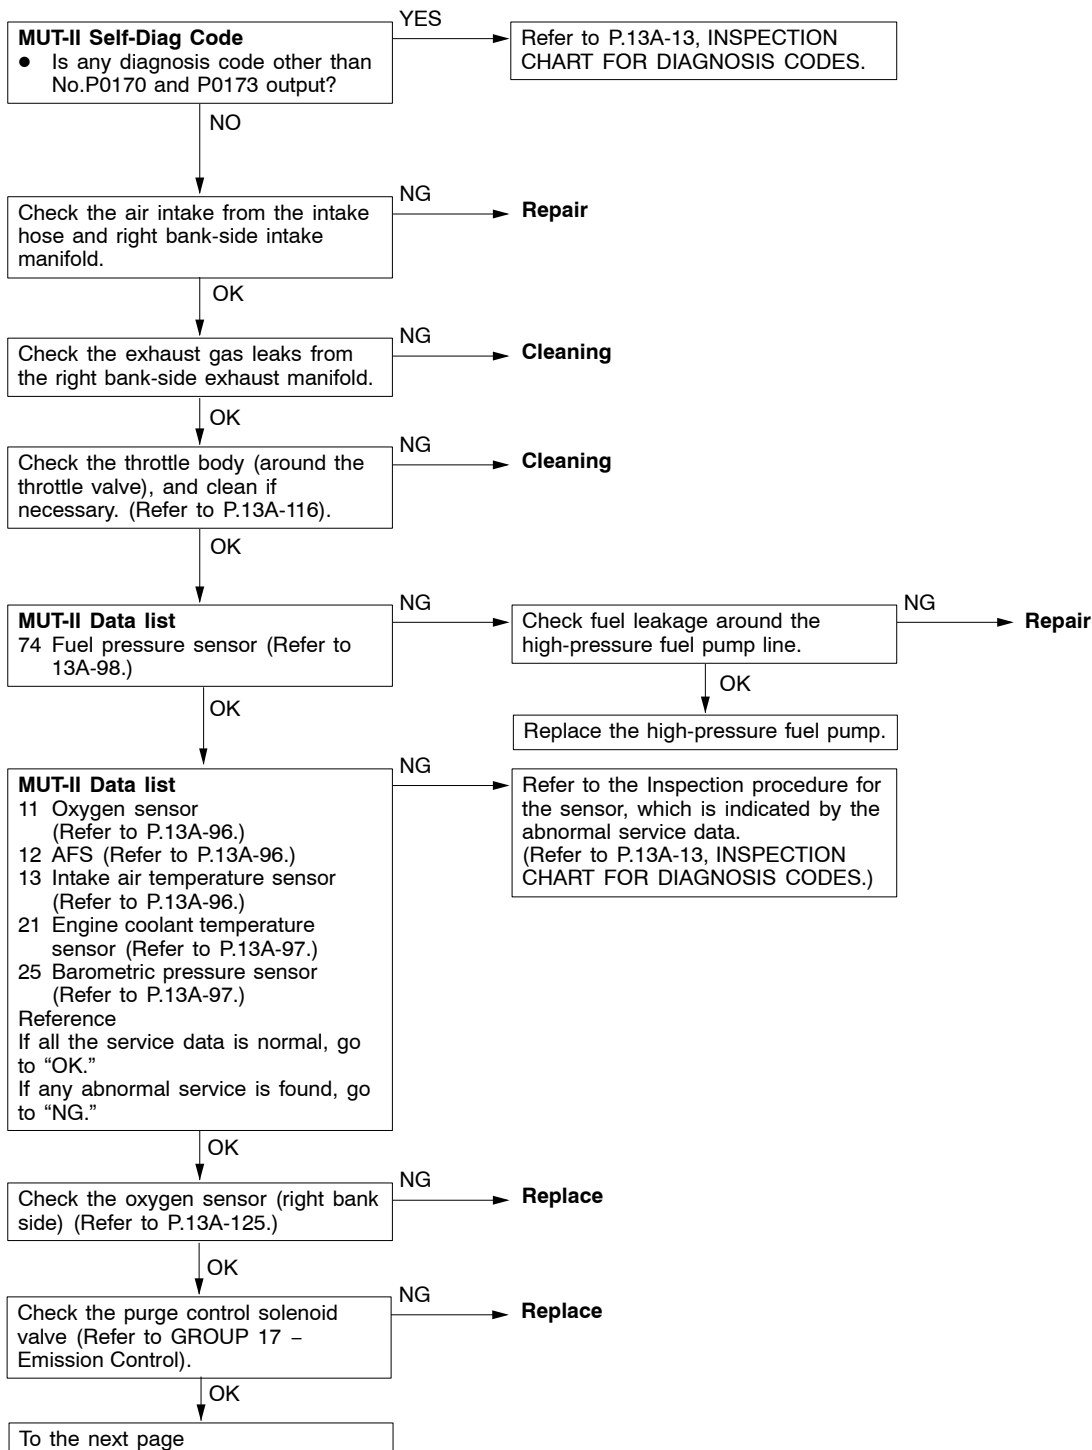 MUT-II Self-Diag Code
● Is any diagnosis code other than
No.P0170 and P0173 output?
YES
Refer to P.13A-13, INSPECTION
CHART FOR DIAGNOSIS CODES.
NO
Check the air intake from the intake
hose and right bank-side intake
manifold.
NG
Repair
OK
Check the exhaust gas leaks from
the right bank-side exhaust manifold.
NG
Cleaning
OK
Check the throttle body (around the
throttle valve), and clean if
necessary. (Refer to P.13A-116).
NG
Cleaning
OK
MUT-II Data list
74 Fuel pressure sensor (Refer to
13A-98.)
NG
Check fuel leakage around the
high-pressure fuel pump line.
NG
Repair
OK
Replace the high-pressure fuel pump.
OK
MUT-II Data list
11 Oxygen sensor
(Refer to P.13A-96.)
12 AFS (Refer to P.13A-96.)
13 Intake air temperature sensor
(Refer to P.13A-96.)
21 Engine coolant temperature
sensor (Refer to P.13A-97.)
25 Barometric pressure sensor
(Refer to P.13A-97.)
Reference
If all the service data is normal, go
to “OK.”
If any abnormal service is found, go
to “NG.”
NG
Refer to the Inspection procedure for
the sensor, which is indicated by the
abnormal service data.
(Refer to P.13A-13, INSPECTION
CHART FOR DIAGNOSIS CODES.)
OK
Check the oxygen sensor (right bank
side) (Refer to P.13A-125.)
NG
Replace
OK
Check the purge control solenoid
valve (Refer to GROUP 17 –
Emission Control).
NG
Replace
OK
To the next page